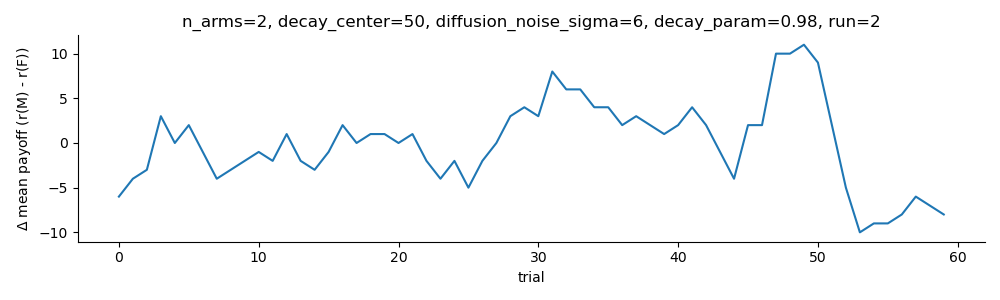 n_arms=2, decay_center=50, diffusion_noise_sigma=6, decay_param=0.98, run=2
Δ mean payoff (r(M) - r(F))
10
5
0
−5
−10
0 10 20 30 40 50 60
trial